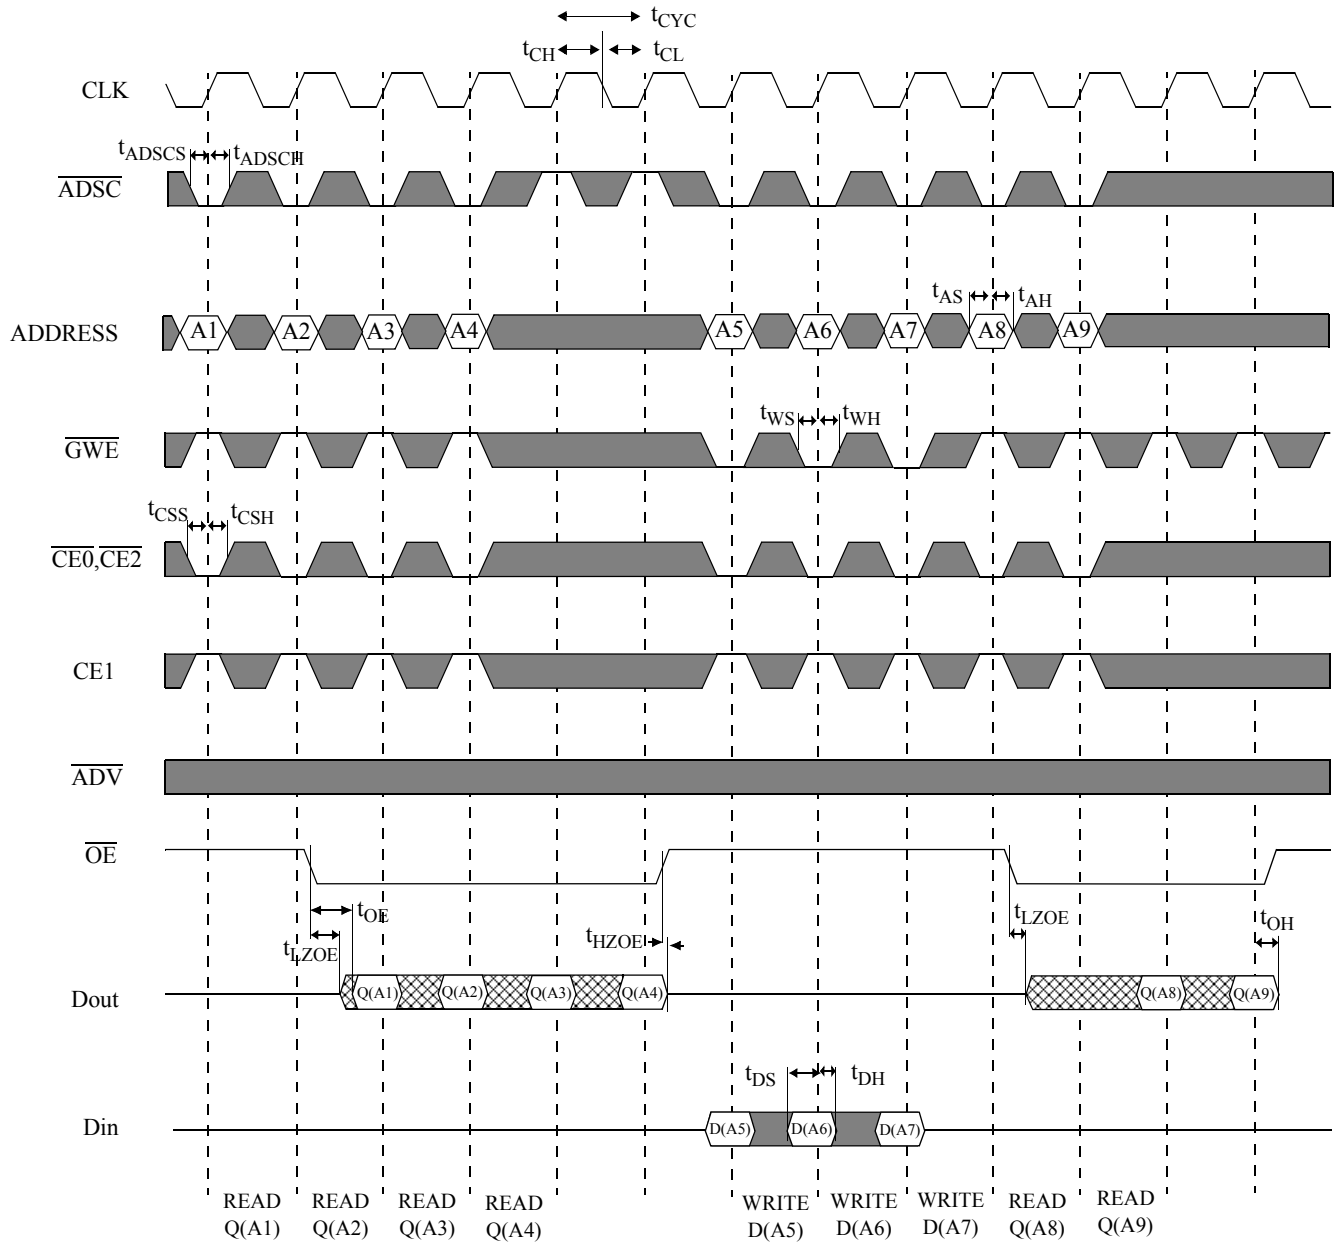 tCYC
tCH
tCL
CLK
tADSCS
tADSCH
ADSC
tAS
tAH
ADDRESS
A1
A2
A3
A4
A5
A6
A7
A8
A9
tWS
tWH
GWE
tCSS
tCSH
CE0,CE2
CE1
ADV
OE
tOE
tLZOE
tHZOE
tLZOE
tOH
Dout
Q(A1)
Q(A2)
Q(A3)
Q(A4)
Q(A8)
Q(A9)
tDS
tDH
Din
D(A5)
D(A6)
D(A7)
READ
Q(A1)
READ
Q(A2)
READ
Q(A3)
READ
Q(A4)
WRITE
D(A5)
WRITE
D(A6)
WRITE
D(A7)
READ
Q(A8)
READ
Q(A9)